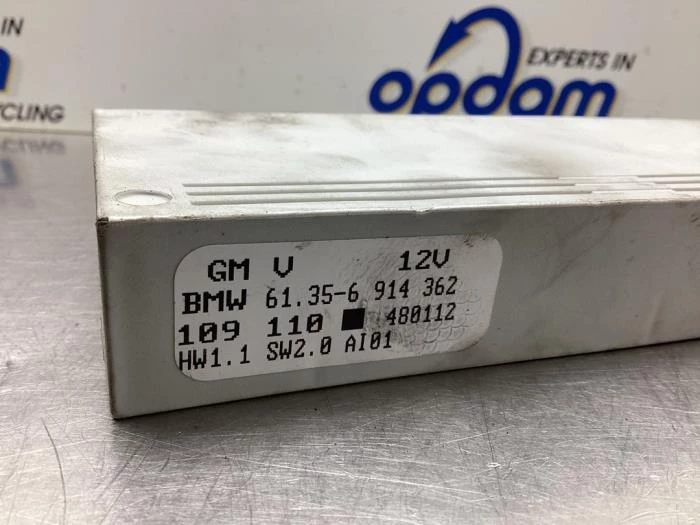 IN
CYCLING
EXPERTS IN
opdam
GM V 12V
BMW 61.35-6 914 362
109 110 480112
HW1.1 SW2.0 AI01